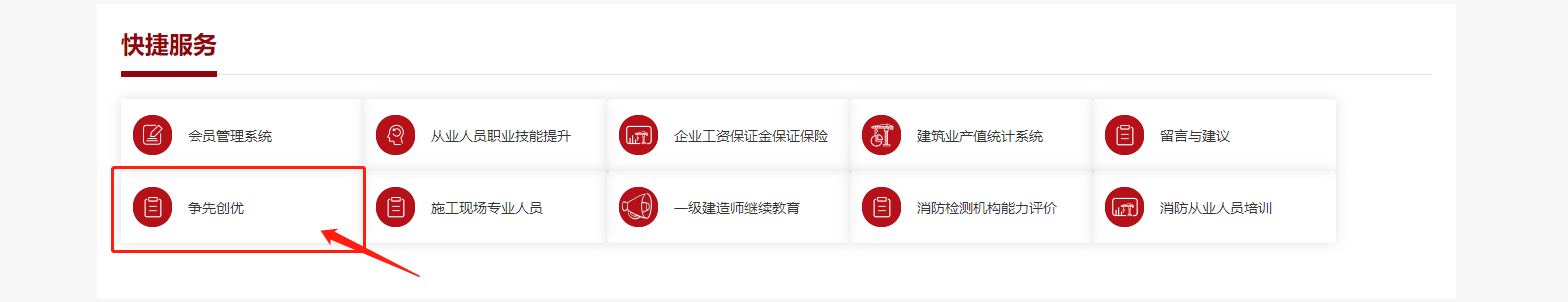 快捷服务
会员管理系统
从业人员职业技能提升
企业工资保证金保证保险
建筑业产值统计系统
留言与建议
争先创优
施工现场专业人员
一级建造师继续教育
消防检测机构能力评价
消防从业人员培训